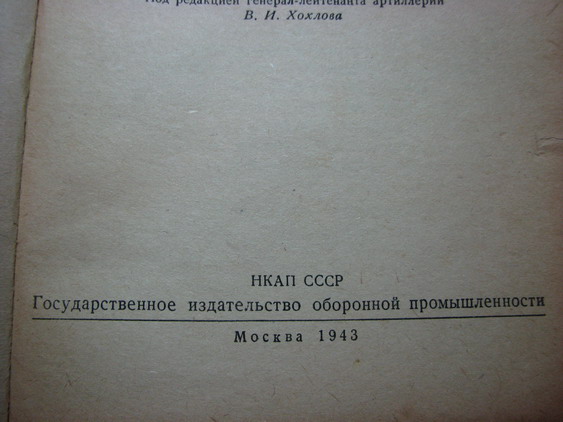 Под редакцией генерал-лейтенанта артиллерии
В. И. Хохлова
НКАП СССР
Государственное издательство оборонной промышленности
Москва 1943